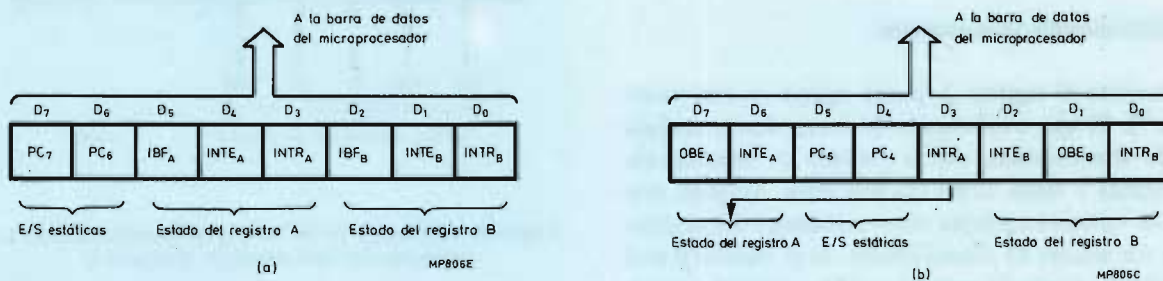 A la barra de datos
del microprocesador
D7 D6 D5 D4 D3 D2 D1 D0
PC7 PC6 IBFA INTEA INTRA IBFB INTEB INTRB
E/S estáticas Estado del registro A Estado del registro B
(a) MP806E
A la barra de datos
del microprocesador
D7 D6 D5 D4 D3 D2 D1 D0
OBEA INTEA PC5 PC4 INTRA INTEB OBEB INTRB
Estado del registro A E/S estáticas Estado del registro B
(b) MP806C